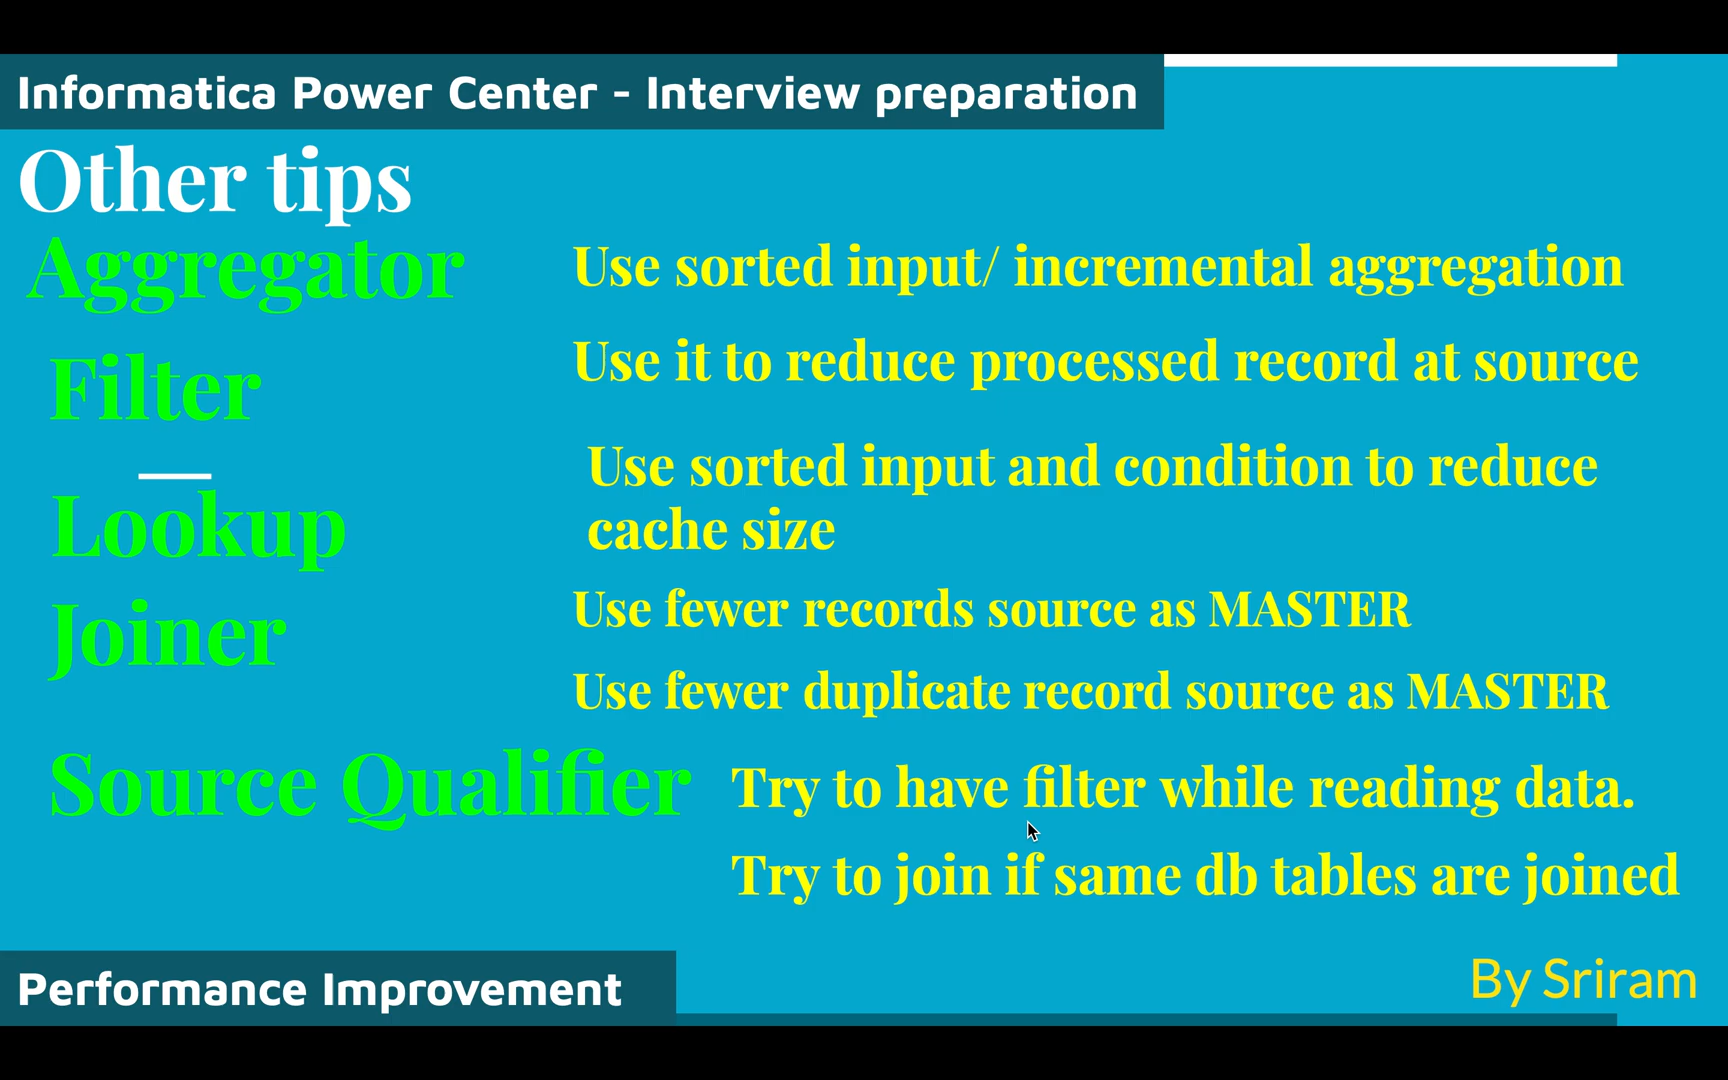 Informatica Power Center - Interview preparation
Other tips
Aggregator
Use sorted input/ incremental aggregation
Filter
Use it to reduce processed record at source
Lookup
Use sorted input and condition to reduce
cache size
Joiner
Use fewer records source as MASTER
Use fewer duplicate record source as MASTER
Source Qualifier
Try to have filter while reading data.
Try to join if same db tables are joined
Performance Improvement
By Sriram